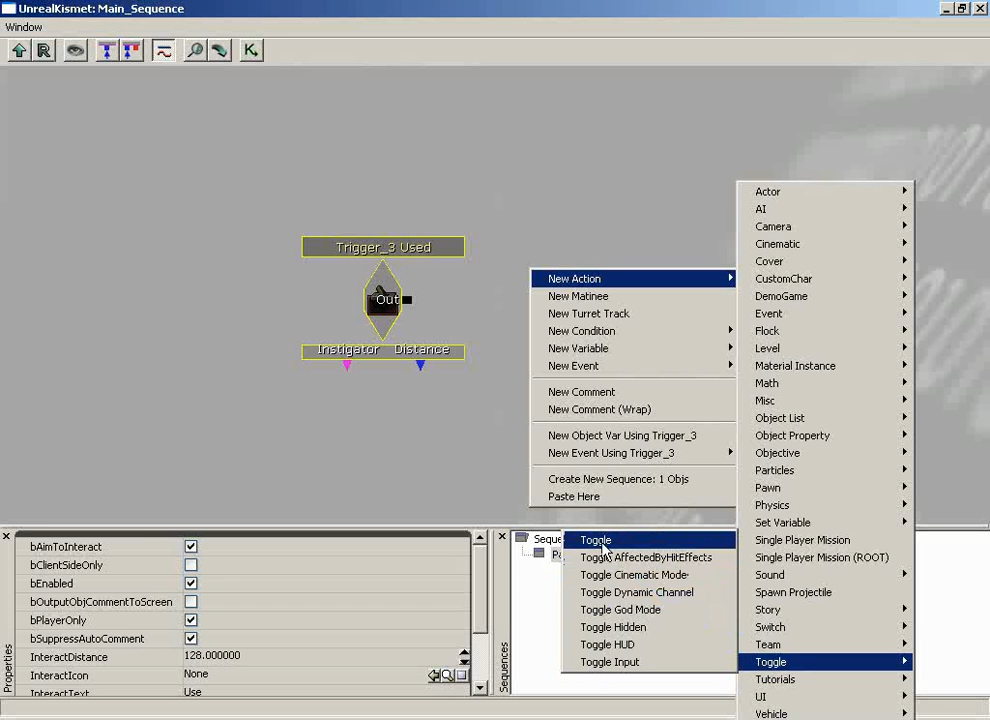 UnrealKismet: Main_Sequence
Window
R
K
Trigger_3 Used
Out
Instigator
Distance
New Action
New Matinee
New Turret Track
New Condition
New Variable
New Event
New Comment
New Comment (Wrap)
New Object Var Using Trigger_3
New Event Using Trigger_3
Create New Sequence: 1 Objs
Paste Here
Actor
AI
Camera
Cinematic
Cover
CustomChar
DemoGame
Event
Flock
Level
Material Instance
Math
Misc
Object List
Object Property
Objective
Particles
Pawn
Physics
Set Variable
Single Player Mission
Single Player Mission (ROOT)
Sound
Spawn Projectile
Story
Switch
Team
Toggle
Tutorials
UI
Vehicle
Toggle
Toggle AffectedByHitEffects
Toggle Cinematic Mode
Toggle Dynamic Channel
Toggle God Mode
Toggle Hidden
Toggle HUD
Toggle Input
Properties
bAimToInteract
bClientSideOnly
bEnabled
bOutputObjCommentToScreen
bPlayerOnly
bSuppressAutoComment
InteractDistance 128.000000
InteractIcon None
InteractText Use
Sequences